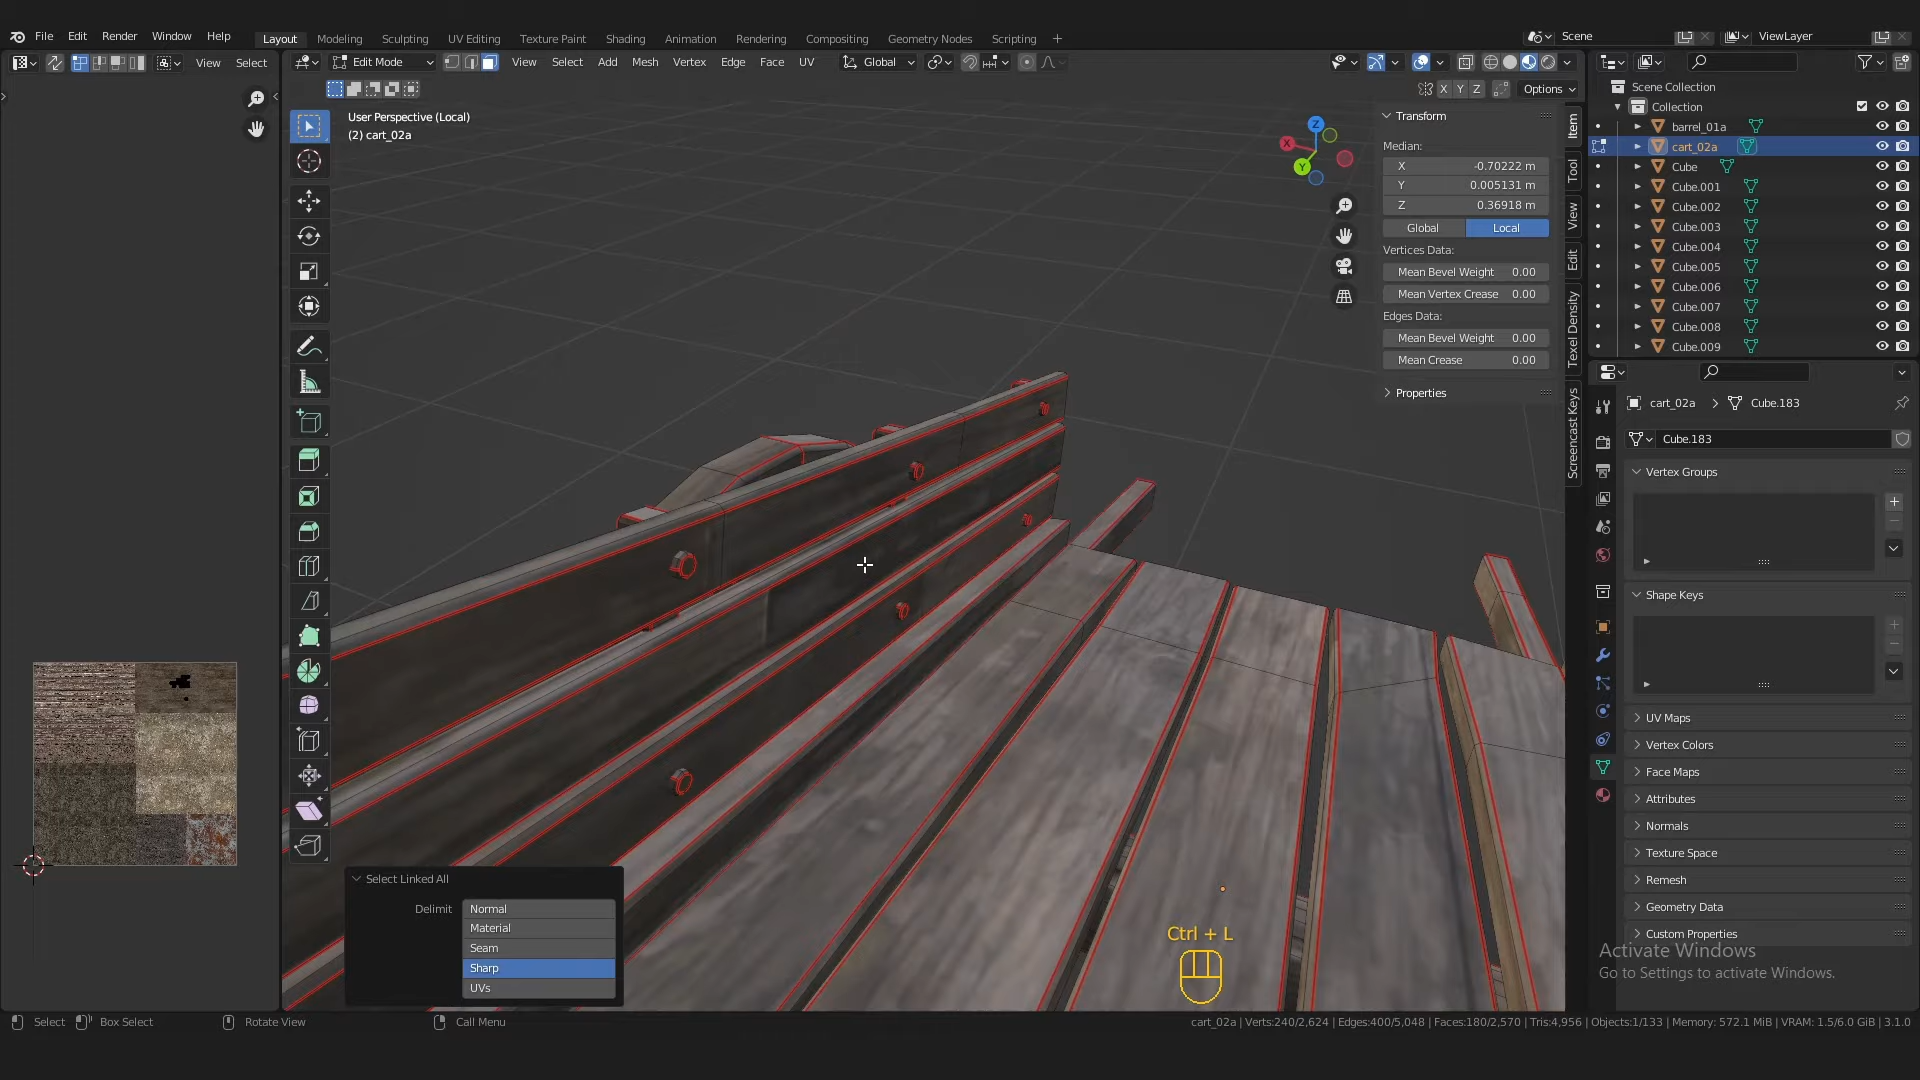 File Edit Render Window Help
Layout Modeling Sculpting UV Editing Texture Paint Shading Animation Rendering Compositing Geometry Nodes Scripting +
Scene
ViewLayer
View Select
Edit Mode
View Select Add Mesh Vertex Edge Face UV
Global
X Y Z
Options
User Perspective (Local)
(2) cart_02a
Z
X
Y
Transform
Median:
X -0.70222 m
Y 0.005131 m
Z 0.36918 m
Global Local
Vertices Data:
Mean Bevel Weight 0.00
Mean Vertex Crease 0.00
Edges Data:
Mean Bevel Weight 0.00
Mean Crease 0.00
Properties
Item
Tool
View
Edit
Texel Density
Screencast Keys
Scene Collection
Collection
barrel_01a
cart_02a
Cube
Cube.001
Cube.002
Cube.003
Cube.004
Cube.005
Cube.006
Cube.007
Cube.008
Cube.009
cart_02a > Cube.183
Cube.183
Vertex Groups
Shape Keys
UV Maps
Vertex Colors
Face Maps
Attributes
Normals
Texture Space
Remesh
Geometry Data
Custom Properties
Activate Windows
Go to Settings to activate Windows.
Select Linked All
Delimit
Normal
Material
Seam
Sharp
UVs
Ctrl + L
Select
Box Select
Rotate View
Call Menu
cart_02a | Verts:240/2,624 | Edges:400/5,048 | Faces:180/2,570 | Tris:4,956 | Objects:1/133 | Memory: 572.1 MiB | VRAM: 1.5/6.0 GiB | 3.1.0